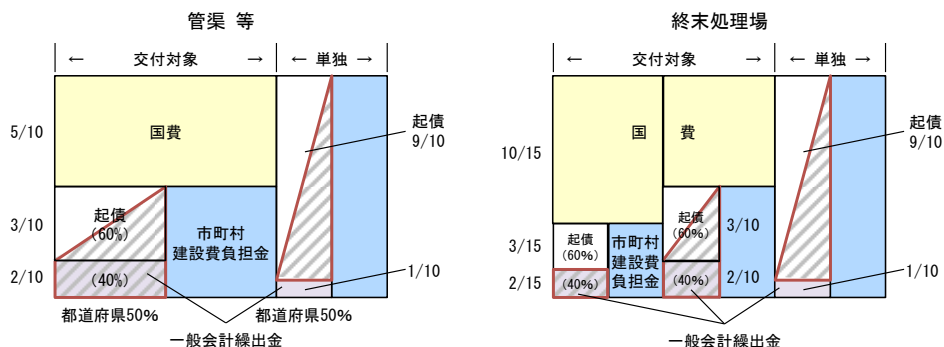 管渠 等
← 交付対象 →
← 単独 →
5/10
国費
起債
9/10
3/10
起債
(60%)
市町村
建設費負担金
2/10
(40%)
1/10
都道府県50%
都道府県50%
一般会計繰出金
終末処理場
← 交付対象 →
← 単独 →
10/15
国 費
起債
9/10
3/15
起債
(60%)
市町村
建設費
負担金
起債
(60%)
3/10
2/15
(40%)
(40%)
2/10
1/10
一般会計繰出金